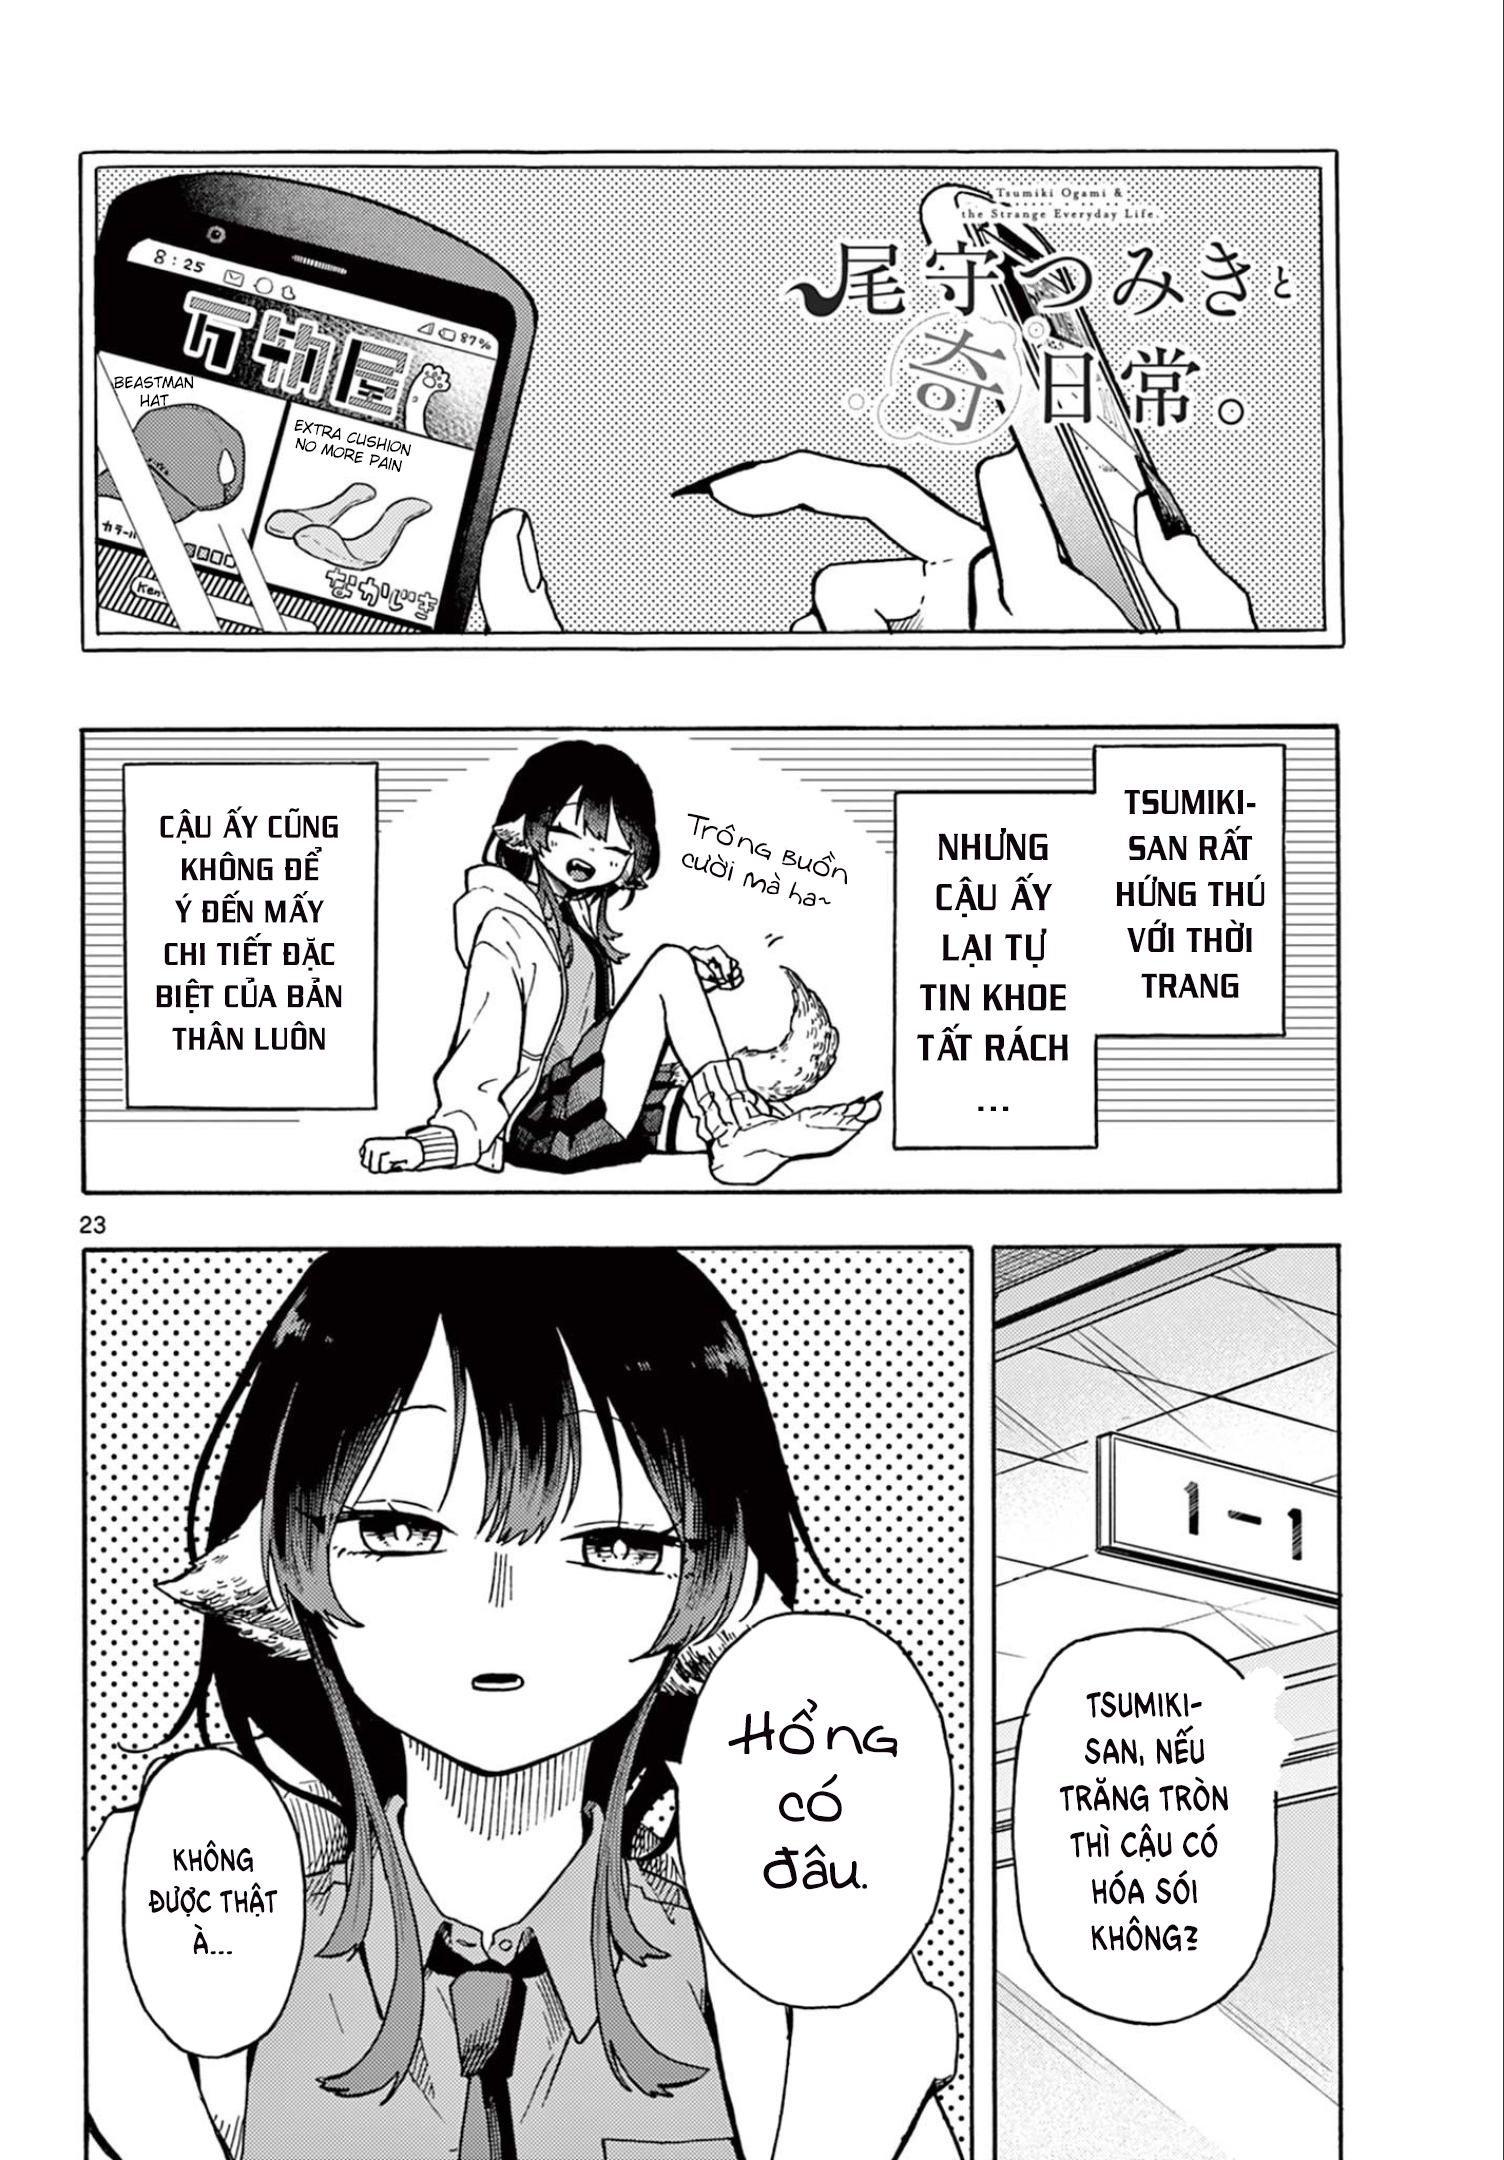 Tsumiki Ogami &
the Strange Everyday Life.
尾守つみきと
奇日常。
8:25
87%
万物屋
BEASTMAN
HAT
EXTRA CUSHION
NO MORE PAIN
カラー
なかじき
TSUMIKI-
SAN RẤT
HỨNG THÚ
VỚI THỜI
TRANG
NHƯNG
CẬU ẤY
LẠI TỰ
TIN KHOE
TẤT RÁCH
...
Trông buồn
cười mà ha~
CẬU ẤY CŨNG
KHÔNG ĐỂ
Ý ĐẾN MẤY
CHI TIẾT ĐẶC
BIỆT CỦA BẢN
THÂN LUÔN
23
1-1
TSUMIKI-
SAN, NẾU
TRĂNG TRÒN
THÌ CẬU CÓ
HÓA SÓI
KHÔNG?
Hổng
có
đâu.
KHÔNG
ĐƯỢC THẬT
À...